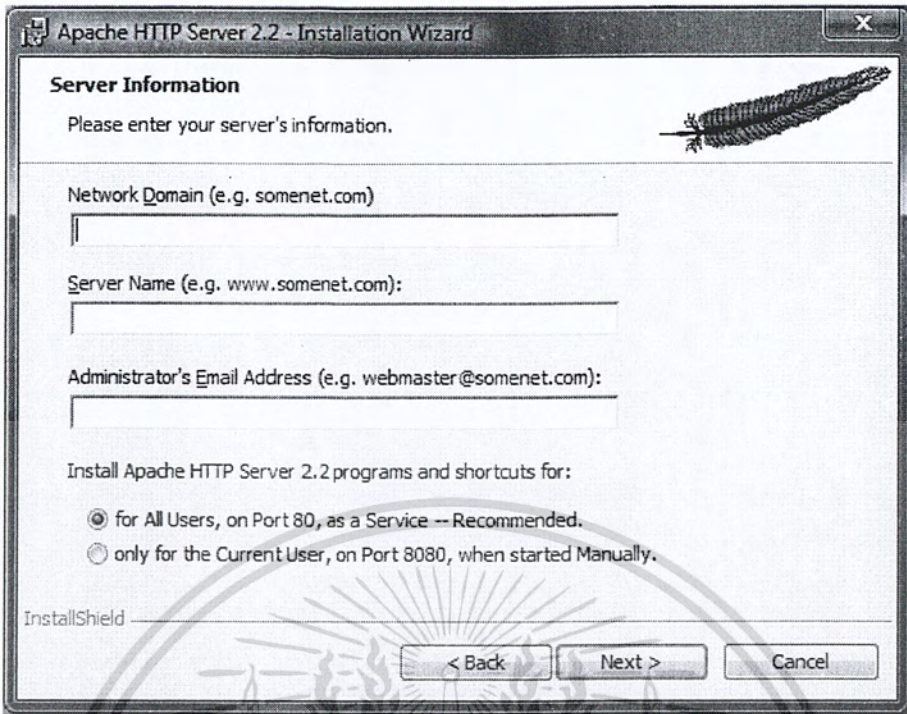 Apache HTTP Server 2.2 - Installation Wizard
Server Information
Please enter your server's information.
Network Domain (e.g. somenet.com)
Server Name (e.g. www.somenet.com):
Administrator's Email Address (e.g. webmaster@somenet.com):
Install Apache HTTP Server 2.2 programs and shortcuts for:
for All Users, on Port 80, as a Service -- Recommended.
only for the Current User, on Port 8080, when started Manually.
InstallShield
< Back
Next >
Cancel